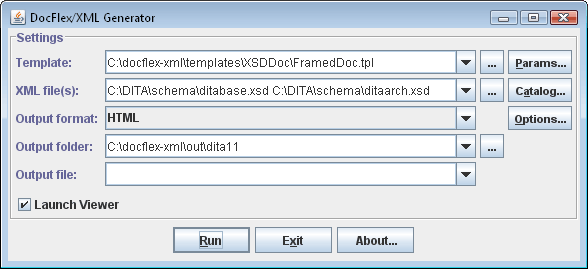 DocFlex/XML Generator
Settings
Template: C:\docflex-xml\templates\XSDDoc\FramedDoc.tpl ... Params...
XML file(s): C:\DITA\schema\ditabase.xsd C:\DITA\schema\ditaarch.xsd ... Catalog...
Output format: HTML Options...
Output folder: C:\docflex-xml\out\dita11 ...
Output file:
Launch Viewer
Run Exit About...